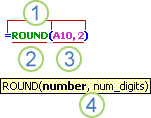 1
=ROUND(A10, 2)
2 3
ROUND(number, num_digits)
4